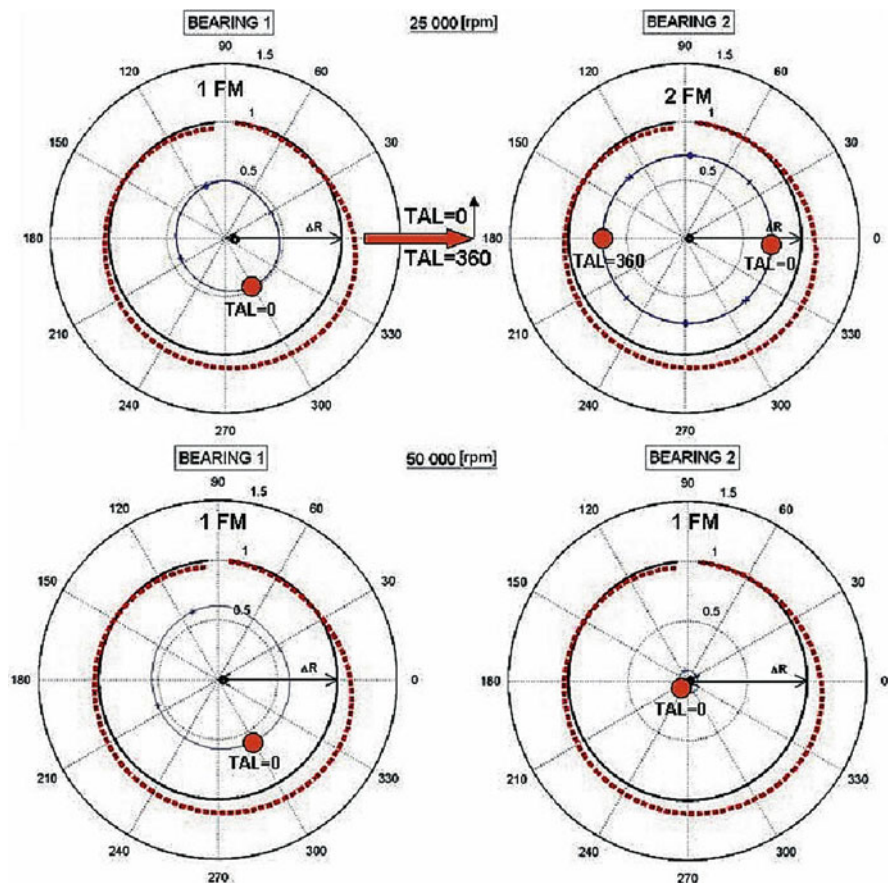 BEARING 1
25 000 [rpm]
BEARING 2
90
1.5
120
60
1 FM
1
150
30
0.5
180
ΔR
TAL=0
TAL=360
TAL=0
210
330
240
300
270
90
1.5
120
60
2 FM
1
150
30
0.5
180
ΔR
0
TAL=360
TAL=0
210
330
240
300
270
BEARING 1
50 000 [rpm]
BEARING 2
90
1.5
120
60
1 FM
1
150
30
0.5
180
ΔR
0
TAL=0
210
330
240
300
270
90
1.5
120
60
1 FM
1
150
30
0.5
180
ΔR
0
TAL=0
210
330
240
300
270